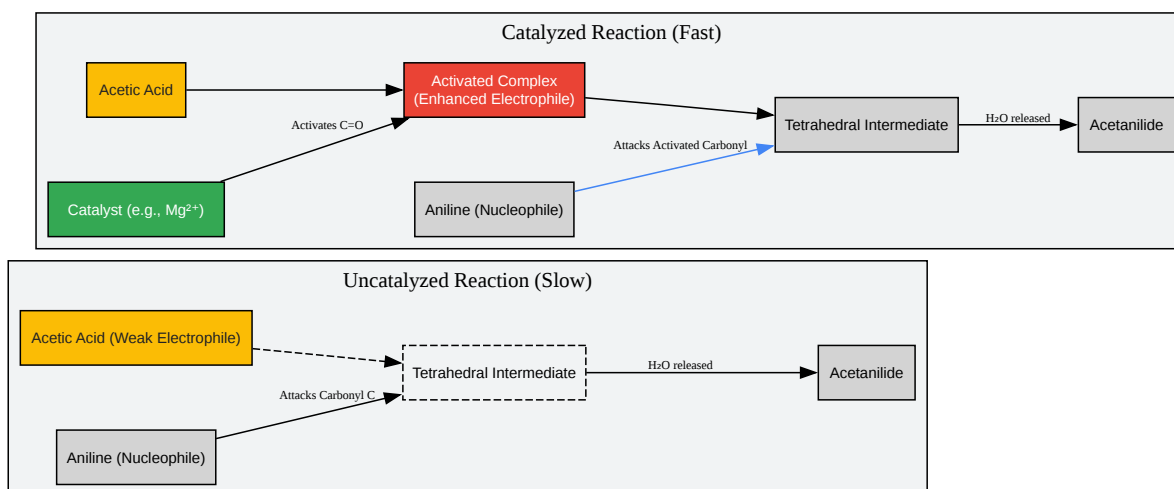 Catalyzed Reaction (Fast)
Acetic Acid
Activated Complex
(Enhanced Electrophile)
Activates C=O
Catalyst (e.g., Mg²⁺)
Attacks Activated Carbonyl
Aniline (Nucleophile)
Tetrahedral Intermediate
H₂O released
Acetanilide
Uncatalyzed Reaction (Slow)
Acetic Acid (Weak Electrophile)
Attacks Carbonyl C
Aniline (Nucleophile)
Tetrahedral Intermediate
H₂O released
Acetanilide